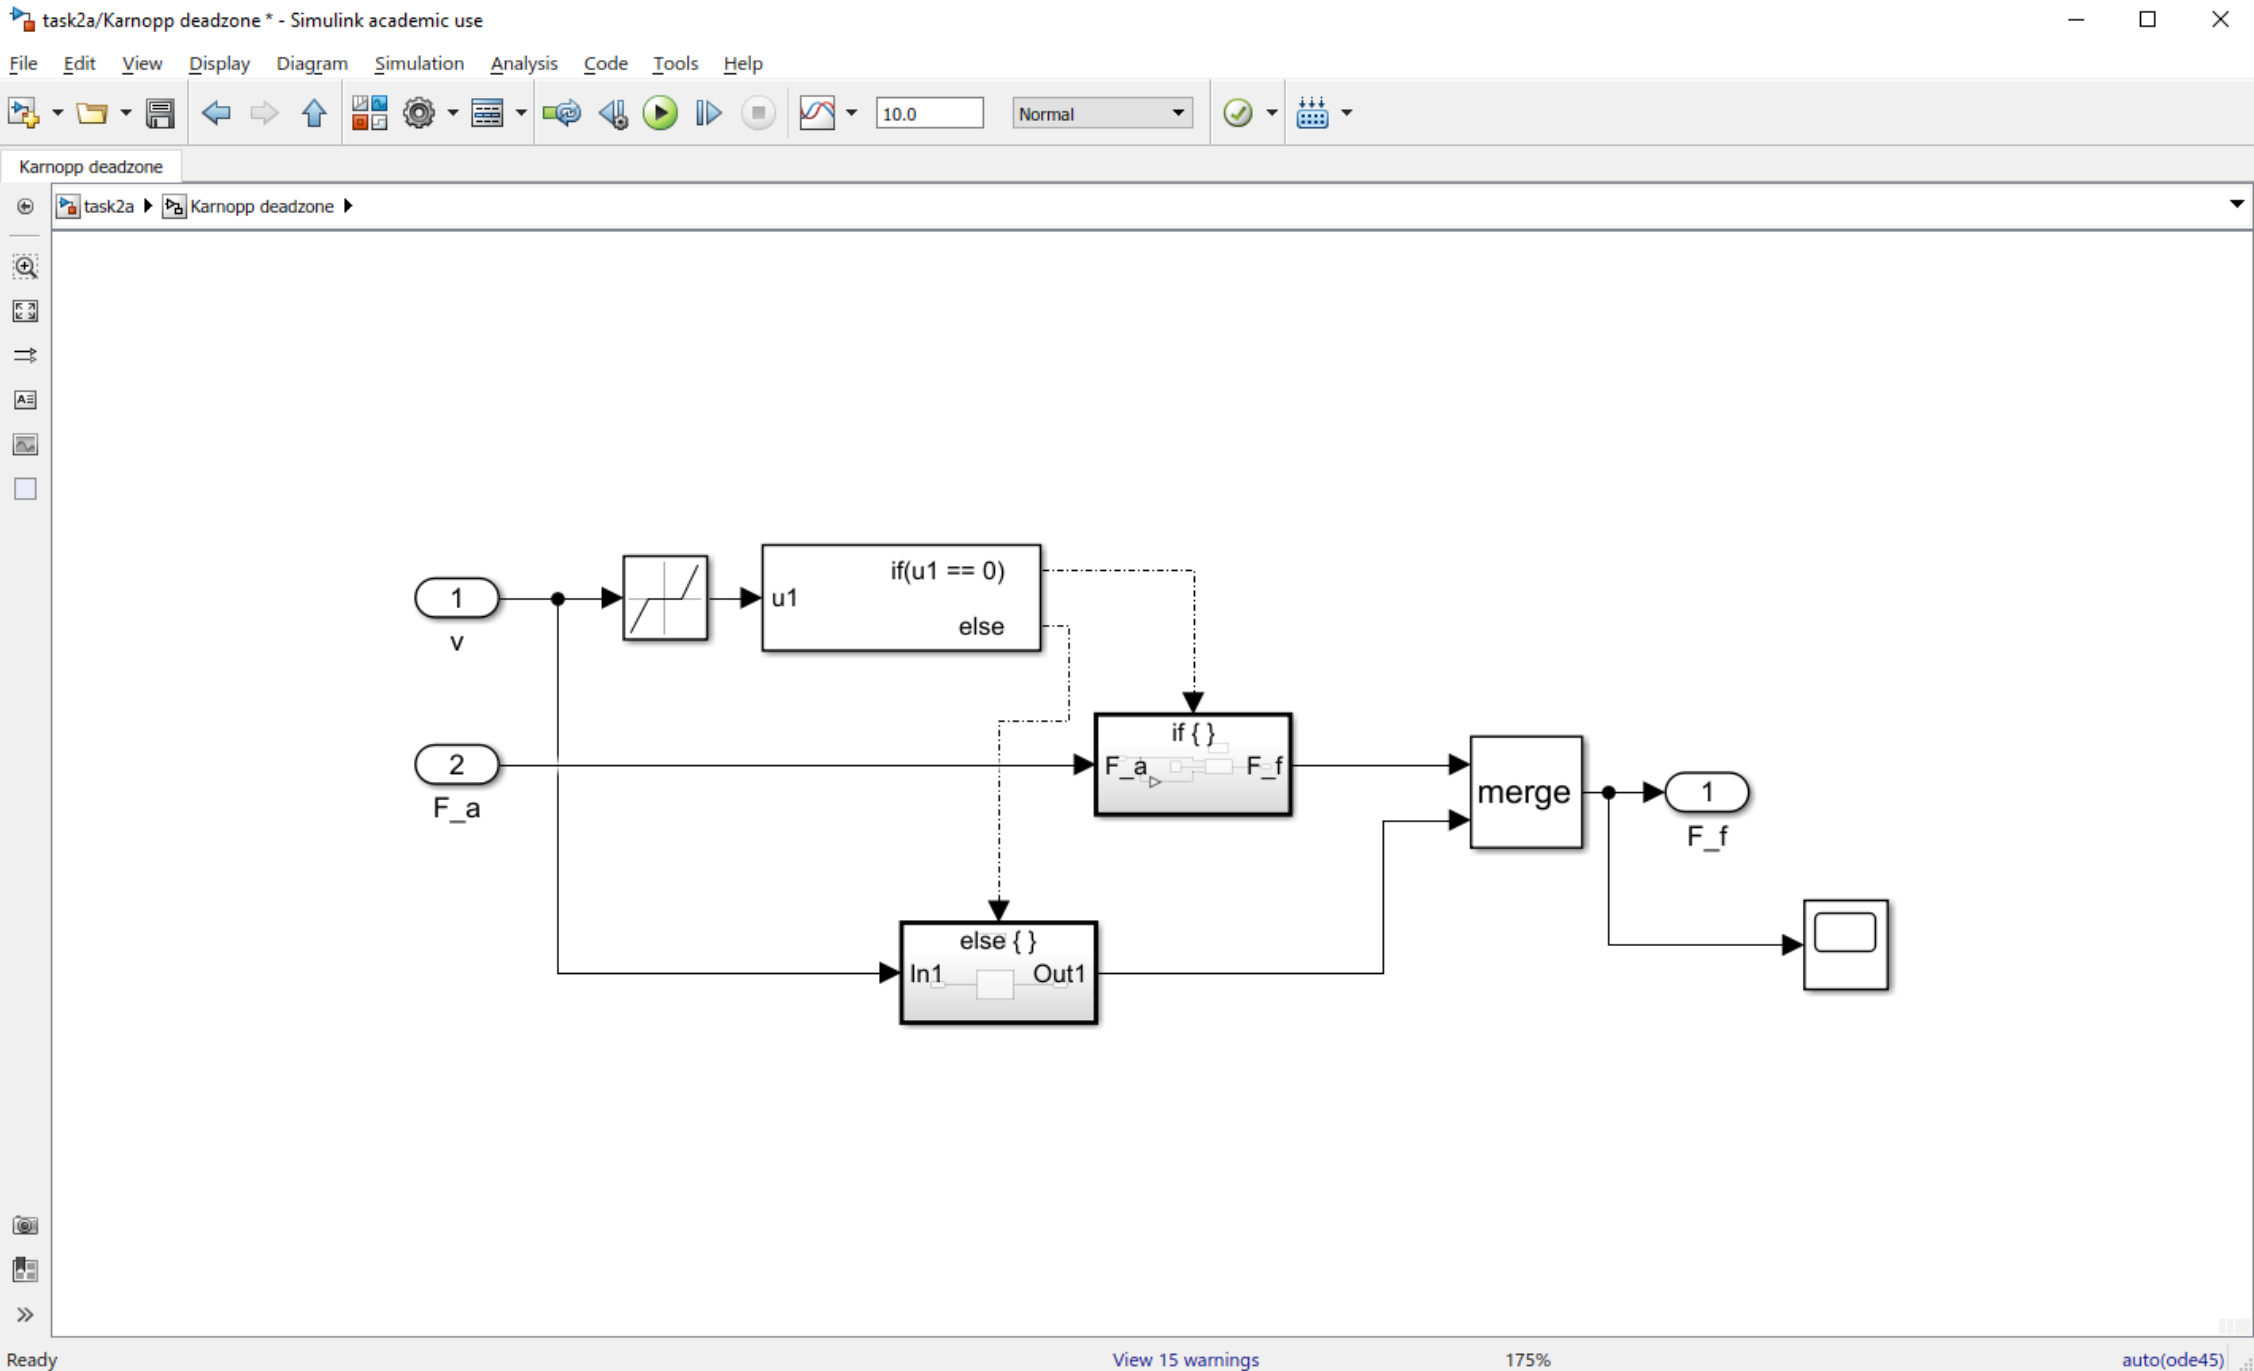 task2a/Karnopp deadzone * - Simulink academic use
File Edit View Display Diagram Simulation Analysis Code Tools Help
10.0 Normal
Karnopp deadzone
task2a Karnopp deadzone
if(u1 == 0)
1 u1
else
v
if { }
2 F_a F_f
merge 1
F_a
F_f
else { }
In1 Out1
Ready View 15 warnings 175% auto(ode45)